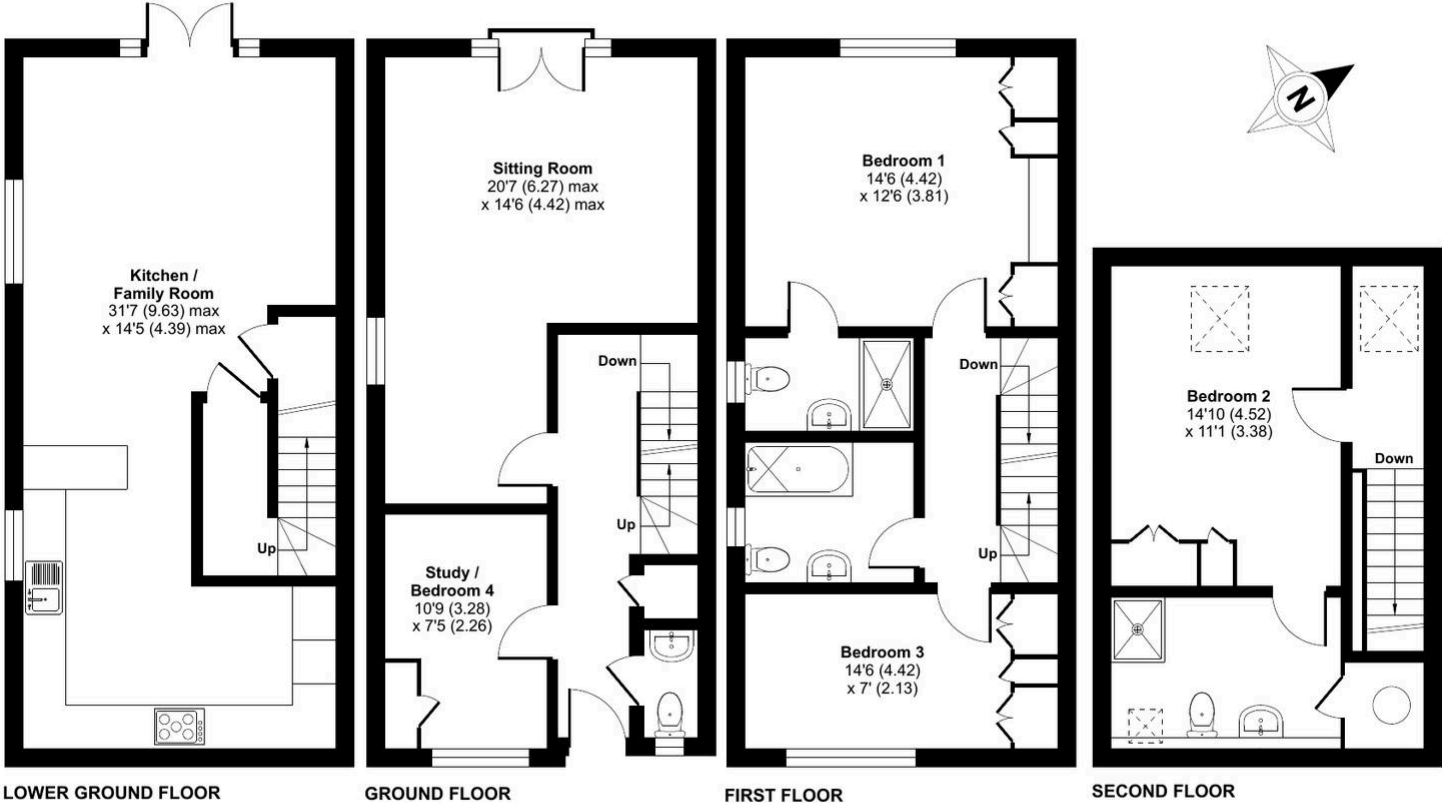 Kitchen /
Family Room
31'7 (9.63) max
x 14'5 (4.39) max
Up
LOWER GROUND FLOOR
Sitting Room
20'7 (6.27) max
x 14'6 (4.42) max
Down
Up
Study /
Bedroom 4
10'9 (3.28)
x 7'5 (2.26)
GROUND FLOOR
Bedroom 1
14'6 (4.42)
x 12'6 (3.81)
Down
Up
Bedroom 3
14'6 (4.42)
x 7' (2.13)
FIRST FLOOR
N
Bedroom 2
14'10 (4.52)
x 11'1 (3.38)
Down
SECOND FLOOR